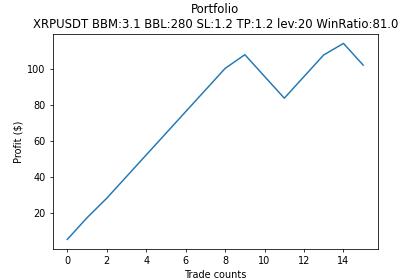 Portfolio
XRPUSDT BBM:3.1 BBL:280 SL:1.2 TP:1.2 lev:20 WinRatio:81.0
100
80
60
40
20
Profit ($)
0 2 4 6 8 10 12 14
Trade counts